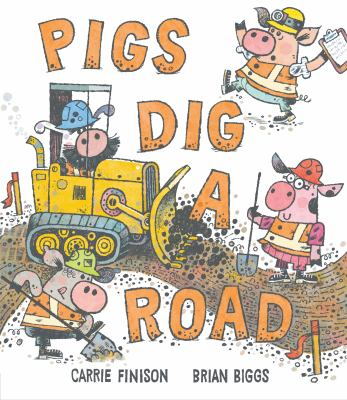 PIGS
DIG
A
ROAD
CARRIE FINISON BRIAN BIGGS